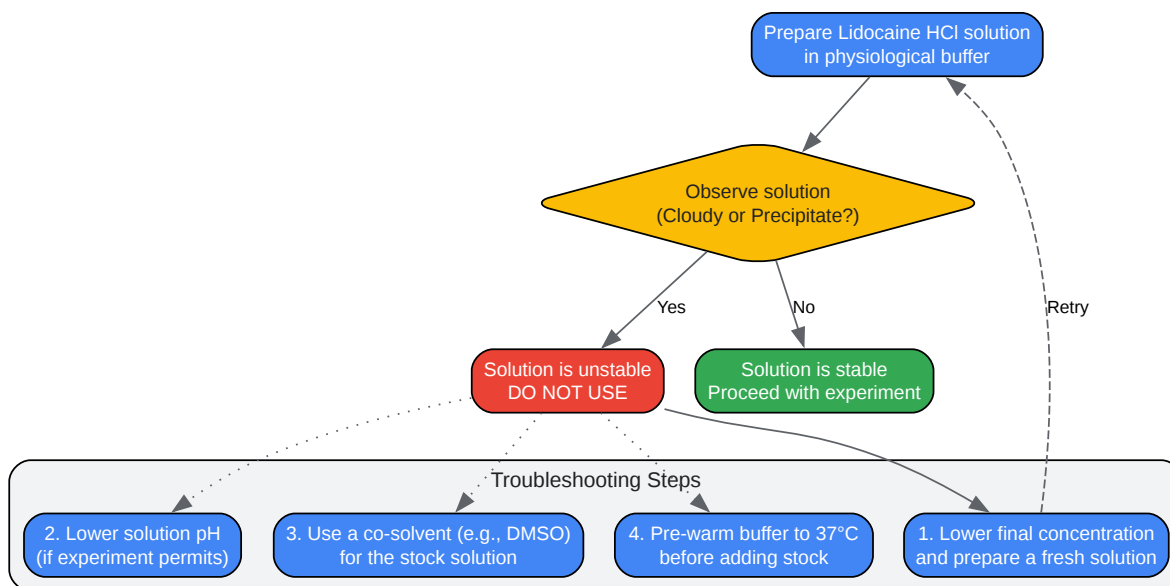 Prepare Lidocaine HCl solution
in physiological buffer
Observe solution
(Cloudy or Precipitate?)
Yes
No
Retry
Solution is unstable
DO NOT USE
Solution is stable
Proceed with experiment
Troubleshooting Steps
2. Lower solution pH
(if experiment permits)
3. Use a co-solvent (e.g., DMSO)
for the stock solution
4. Pre-warm buffer to 37°C
before adding stock
1. Lower final concentration
and prepare a fresh solution